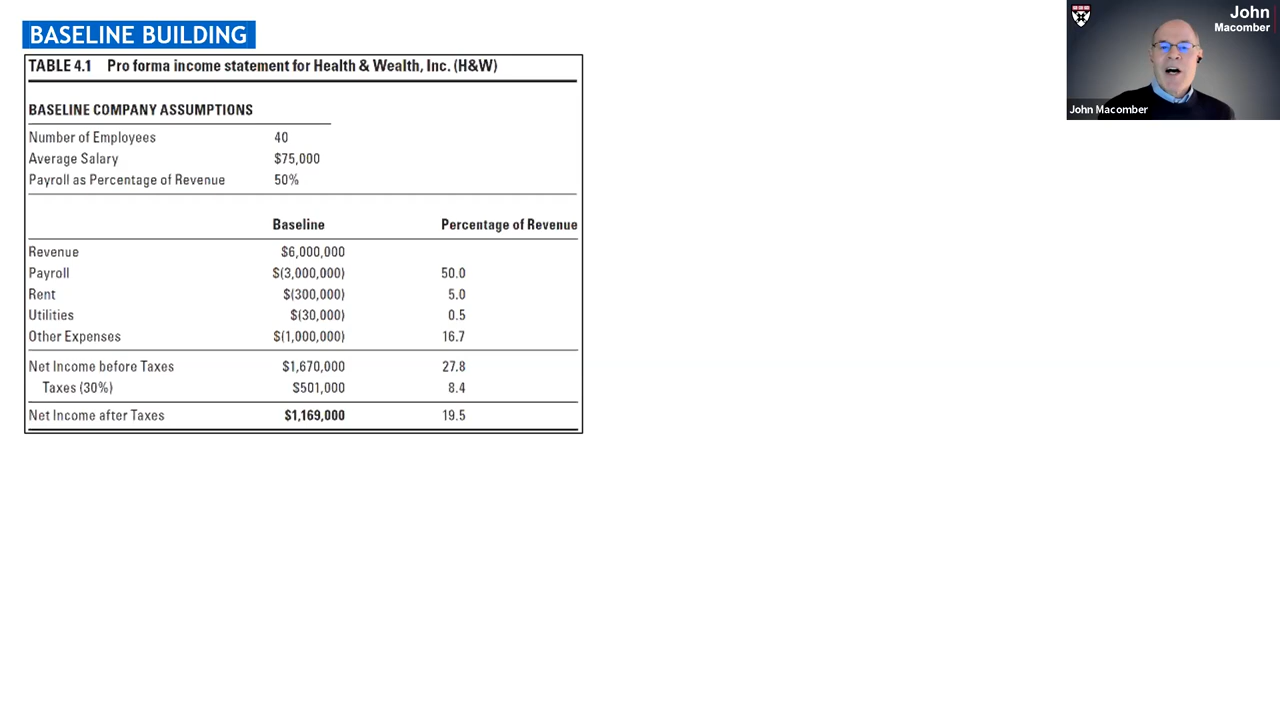 BASELINE BUILDING
TABLE 4.1 Pro forma income statement for Health & Wealth, Inc. (H&W)
BASELINE COMPANY ASSUMPTIONS
Number of Employees 40
Average Salary $75,000
Payroll as Percentage of Revenue 50%
Baseline Percentage of Revenue
Revenue $6,000,000
Payroll $(3,000,000) 50.0
Rent $(300,000) 5.0
Utilities $(30,000) 0.5
Other Expenses $(1,000,000) 16.7
Net Income before Taxes $1,670,000 27.8
Taxes (30%) $501,000 8.4
Net Income after Taxes $1,169,000 19.5
John
Macomber
John Macomber